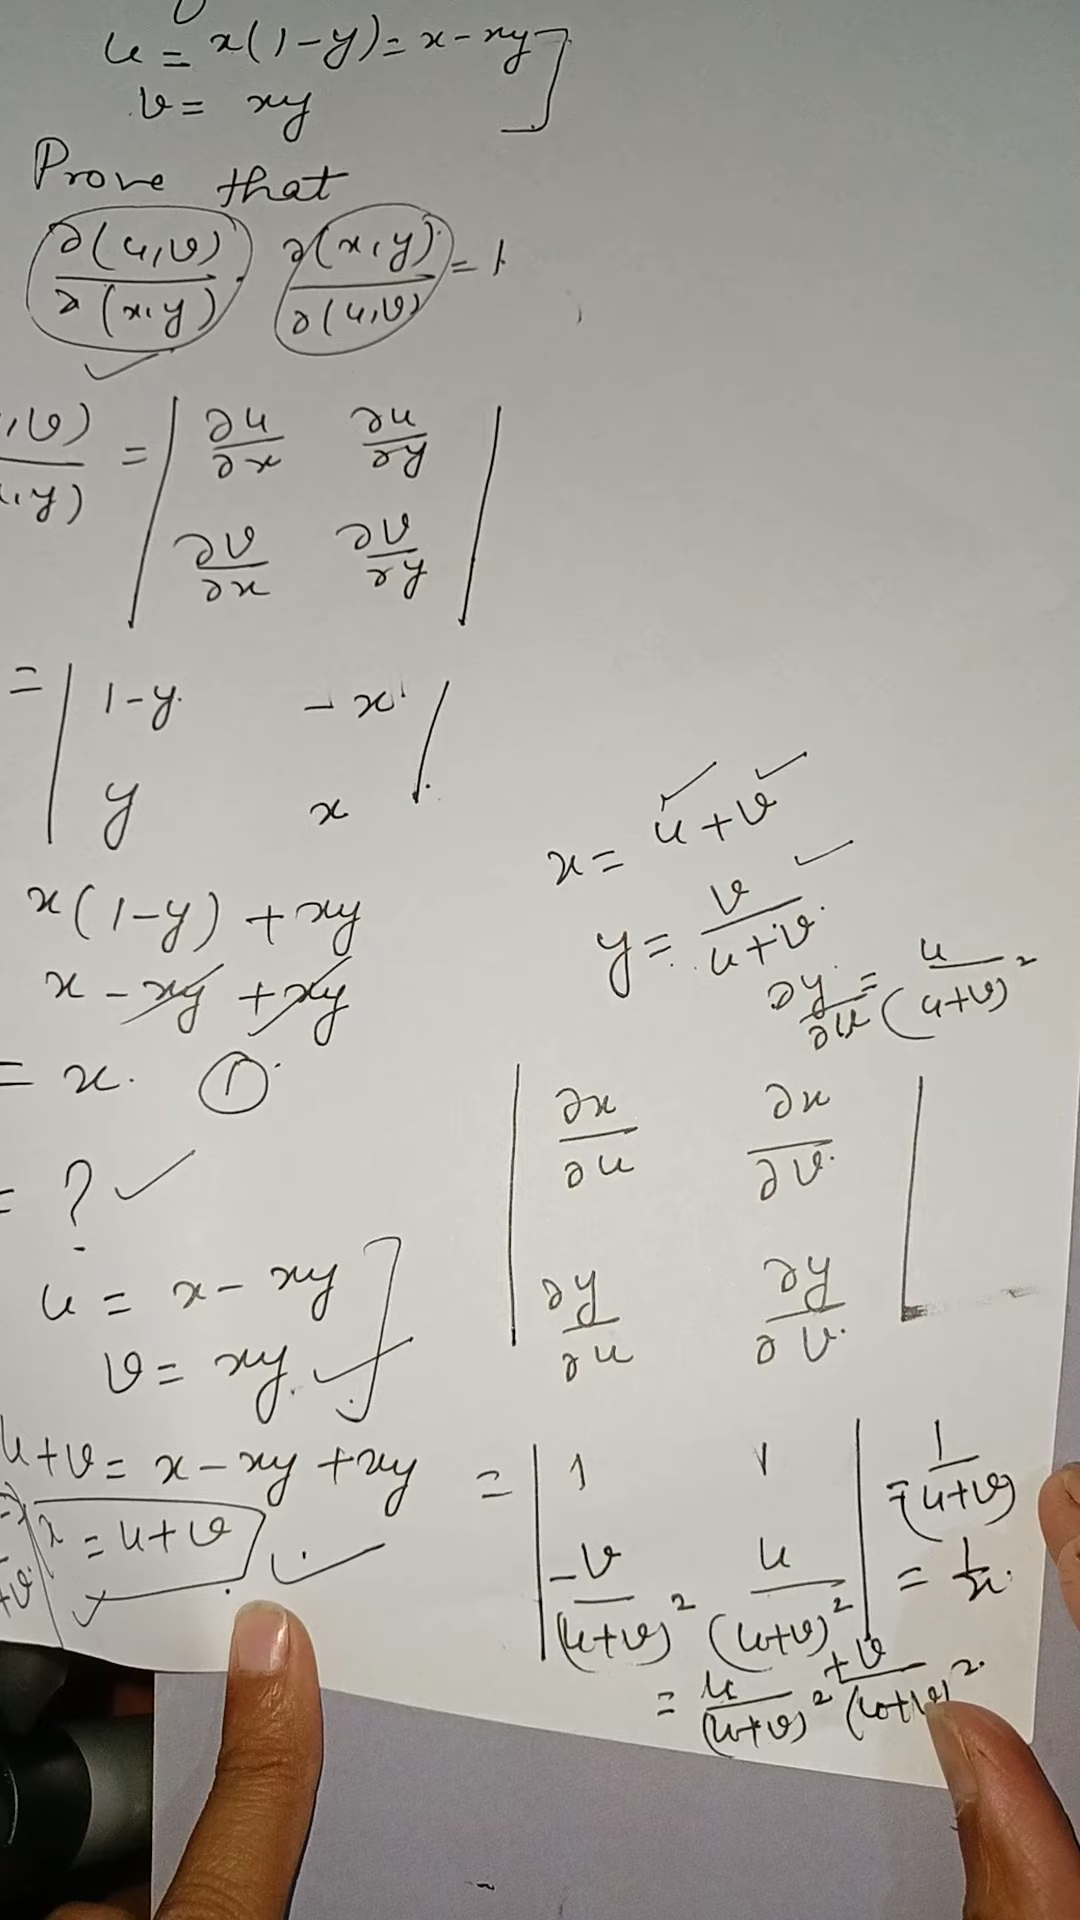 u = x(1-y) = x-xy
v = xy
Prove that
∂(u,v)/∂(x,y) · ∂(x,y)/∂(u,v) = 1
,v)/,y) = | ∂u/∂x ∂u/∂y |
| ∂v/∂x ∂v/∂y |
= | 1-y -x |
| y x |
x(1-y) + xy
x - xy + xy
= x. ①
= ?
u = x - xy
v = xy
u+v = x - xy + xy
x = u+v
x = u+v
y = v/(u+v)
∂y/∂v = u/(u+v)²
| ∂x/∂u ∂x/∂v |
| ∂y/∂u ∂y/∂v |
= | 1 1 | = 1/(u+v)
| -v/(u+v)² u/(u+v)² | = 1/x.
= u/(u+v)² + v/(u+v)²